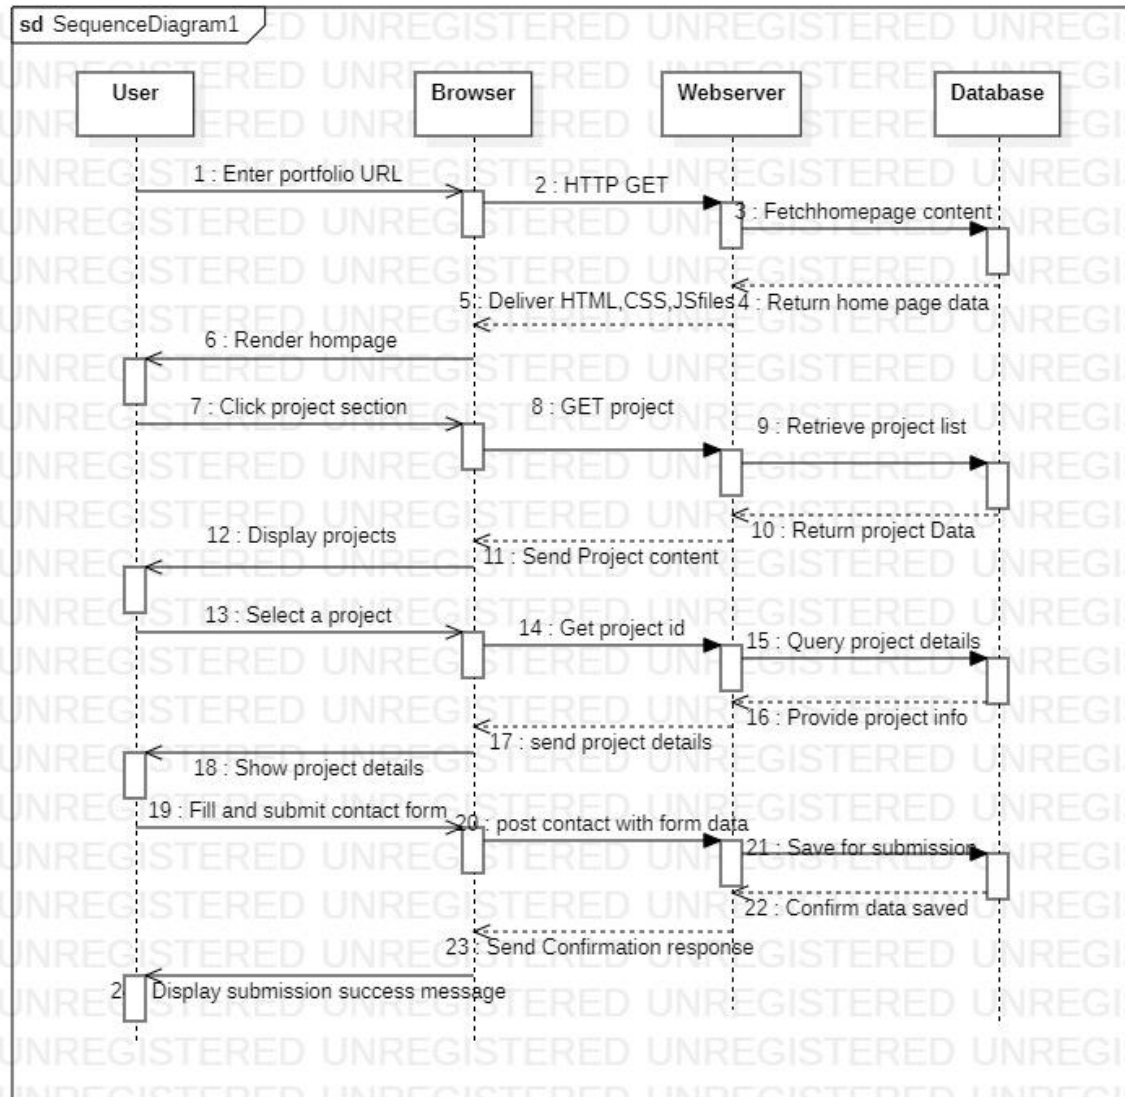 sd SequenceDiagram1
User
Browser
Webserver
Database
1 : Enter portfolio URL
2 : HTTP GET
3 : Fetchhomepage content
4 : Return home page data
5 : Deliver HTML,CSS,JSfiles
6 : Render hompage
7 : Click project section
8 : GET project
9 : Retrieve project list
10 : Return project Data
11 : Send Project content
12 : Display projects
13 : Select a project
14 : Get project id
15 : Query project details
16 : Provide project info
17 : send project details
18 : Show project details
19 : Fill and submit contact form
20 : post contact with form data
21 : Save for submission
22 : Confirm data saved
23 : Send Confirmation response
2 Display submission success message
UNREGISTERED